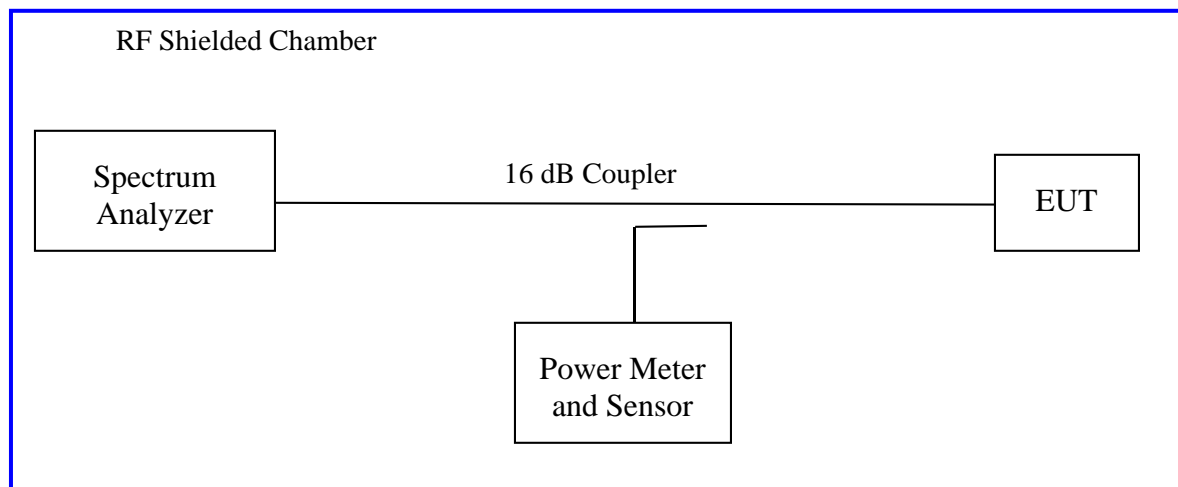 RF Shielded Chamber
16 dB Coupler
Spectrum
Analyzer
EUT
Power Meter
and Sensor